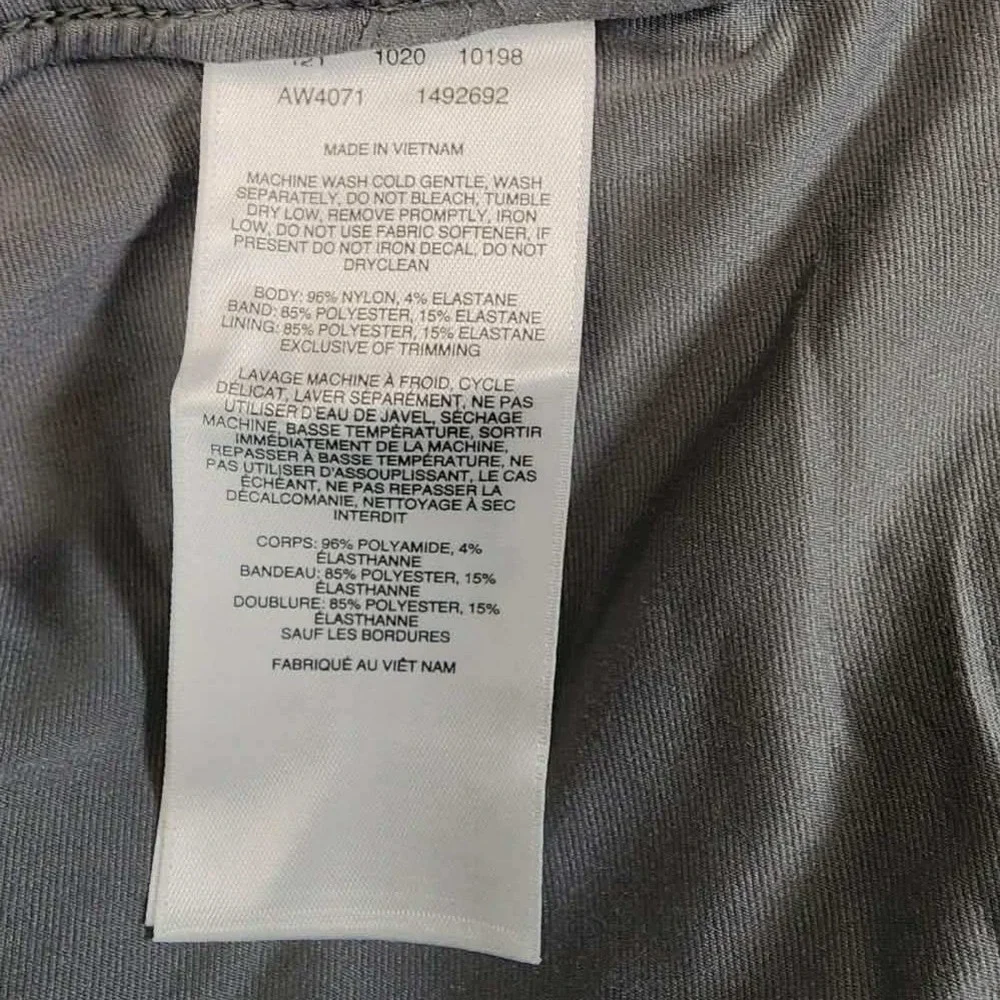 1020 10198
AW4071 1492692
MADE IN VIETNAM
MACHINE WASH COLD GENTLE, WASH
SEPARATELY, DO NOT BLEACH, TUMBLE
DRY LOW, REMOVE PROMPTLY, IRON
LOW, DO NOT USE FABRIC SOFTENER, IF
PRESENT DO NOT IRON DECAL, DO NOT
DRYCLEAN
BODY: 96% NYLON, 4% ELASTANE
BAND: 85% POLYESTER, 15% ELASTANE
LINING: 85% POLYESTER, 15% ELASTANE
EXCLUSIVE OF TRIMMING
LAVAGE MACHINE À FROID, CYCLE
DÉLICAT, LAVER SÉPARÉMENT, NE PAS
UTILISER D'EAU DE JAVEL, SÉCHAGE
MACHINE, BASSE TEMPÉRATURE, SORTIR
IMMÉDIATEMENT DE LA MACHINE,
REPASSER À BASSE TEMPÉRATURE, NE
PAS UTILISER D'ASSOUPLISSANT, LE CAS
ÉCHÉANT, NE PAS REPASSER LA
DÉCALCOMANIE, NETTOYAGE À SEC
INTERDIT
CORPS: 96% POLYAMIDE, 4%
ÉLASTHANNE
BANDEAU: 85% POLYESTER, 15%
ÉLASTHANNE
DOUBLURE: 85% POLYESTER, 15%
ÉLASTHANNE
SAUF LES BORDURES
FABRIQUÉ AU VIÊT NAM